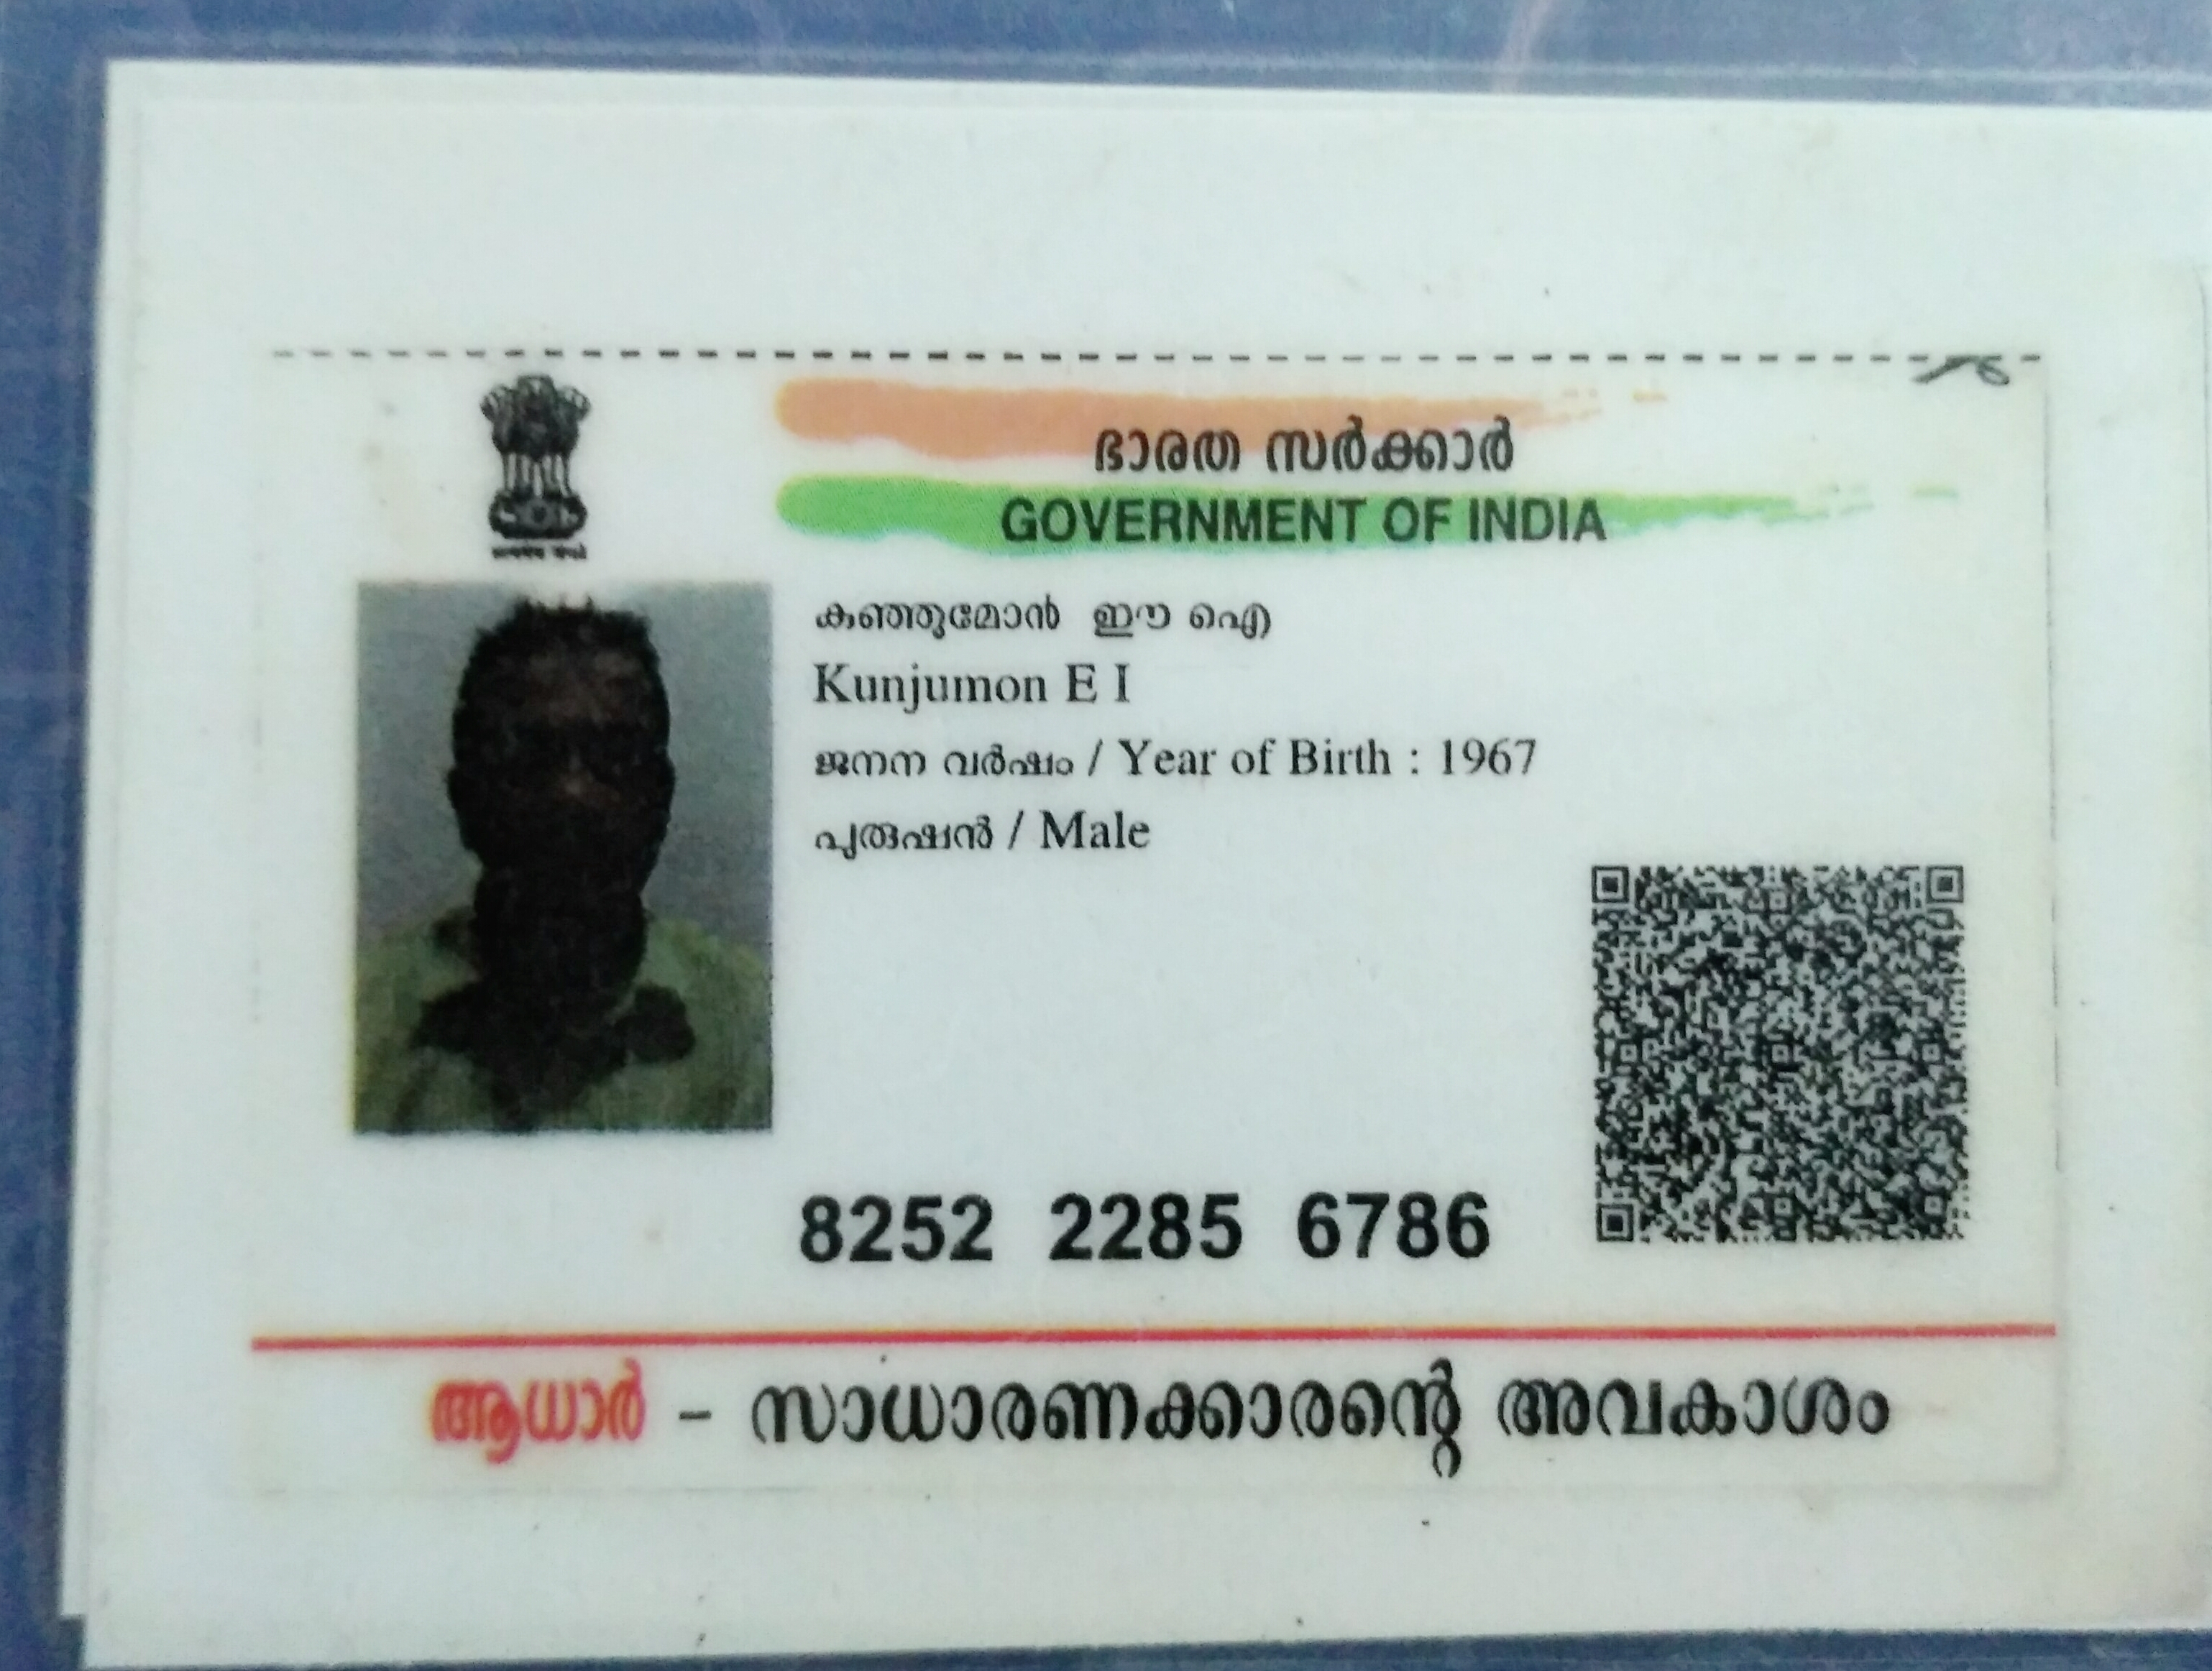 ഭാരത സർക്കാർ
GOVERNMENT OF INDIA
കുഞ്ഞുമോൻ ഈ ഐ
Kunjumon E I
ജനന വർഷം / Year of Birth : 1967
പുരുഷൻ / Male
8252 2285 6786
ആധാർ - സാധാരണക്കാരന്റെ അവകാശം